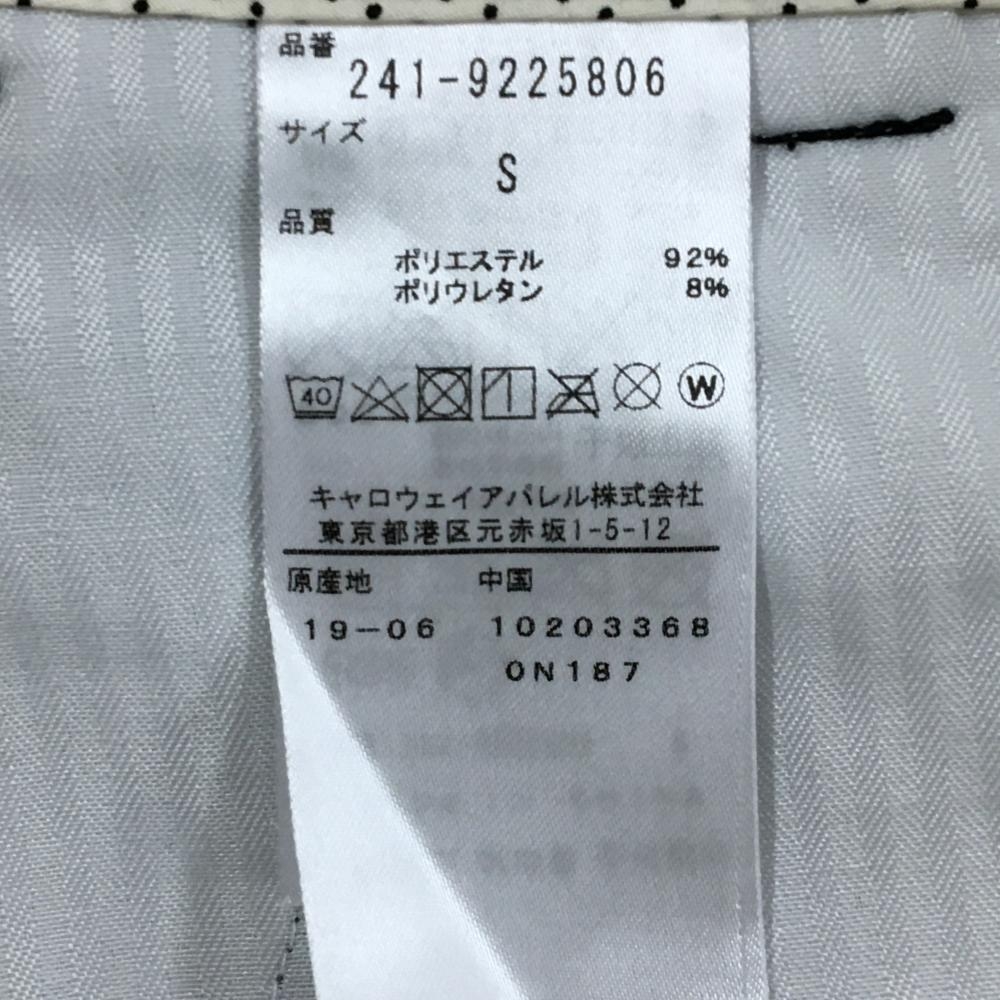 品番
241-9225806
サイズ
S
品質
ポリエステル 92%
ポリウレタン 8%
40 W
キャロウェイアパレル株式会社
東京都港区元赤坂1-5-12
原産地 中国
19-06 10203368
0N187